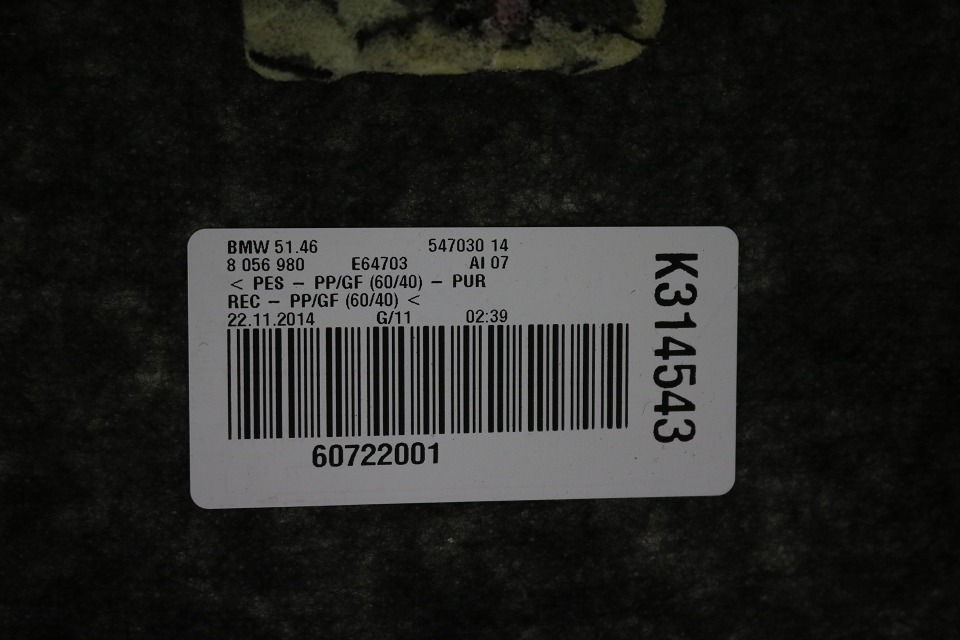 BMW 51.46 547030 14
8 056 980 E64703 AI 07
< PES – PP/GF (60/40) – PUR
REC – PP/GF (60/40) <
22.11.2014 G/11 02:39
60722001
K314543